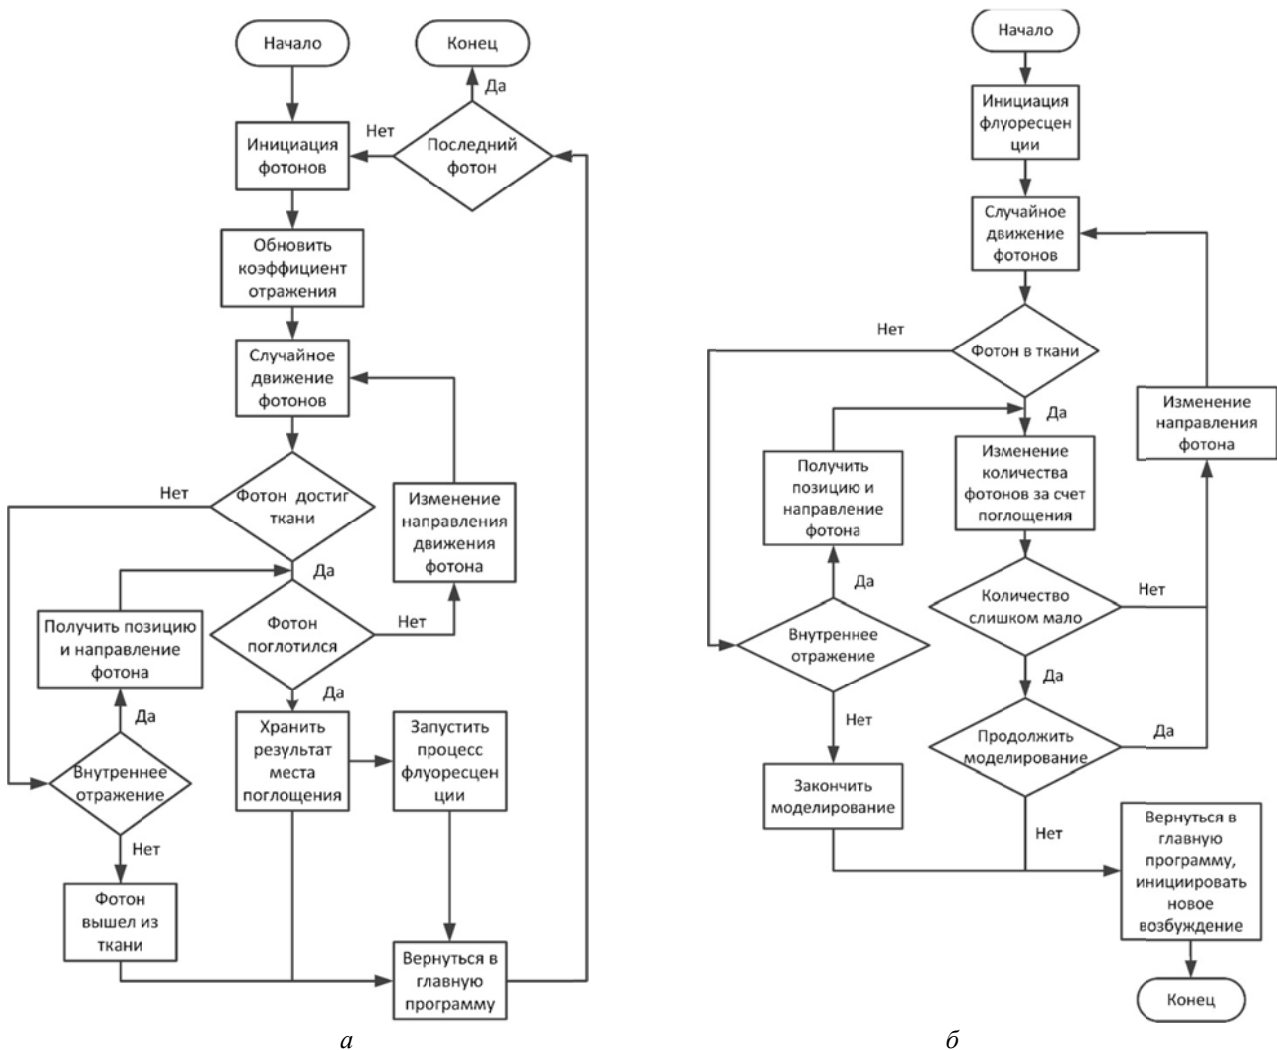 Начало
Конец
Да
Нет
Инициация
фотонов
Последний
фотон
Обновить
коэффициент
отражения
Случайное
движение
фотонов
Нет
Фотон достиг
ткани
Изменение
направления
движения
фотона
Да
Получить позицию
и направление
фотона
Фотон
поглотился
Нет
Да
Да
Хранить
результат
места
поглощения
Запустить
процесс
флуоресцен
ции
Внутреннее
отражение
Нет
Фотон
вышел из
ткани
Вернуться в
главную
программу
а
Начало
Инициация
флуоресцен
ции
Случайное
движение
фотонов
Нет
Фотон в ткани
Да
Изменение
направления
фотона
Получить
позицию и
направление
фотона
Изменение
количества
фотонов за счет
поглощения
Да
Количество
слишком мало
Нет
Внутреннее
отражение
Да
Нет
Продолжить
моделирование
Да
Закончить
моделирование
Нет
Вернуться в
главную
программу,
инициировать
новое
возбуждение
Конец
б